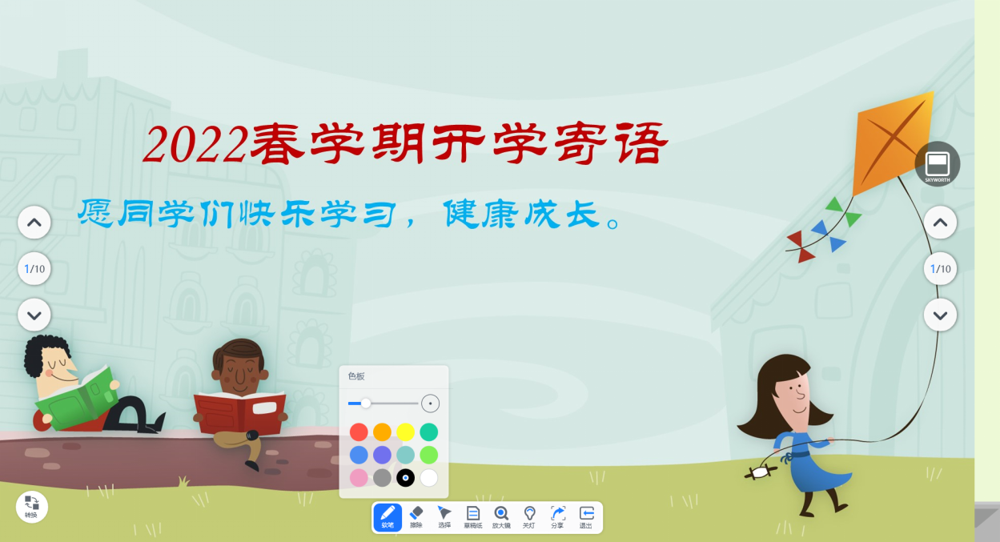 2022春学期开学寄语
愿同学们快乐学习，健康成长。
SKYWORTH
1/10
1/10
色板
转换
软笔
擦除
选择
草稿纸
放大镜
关灯
分享
退出